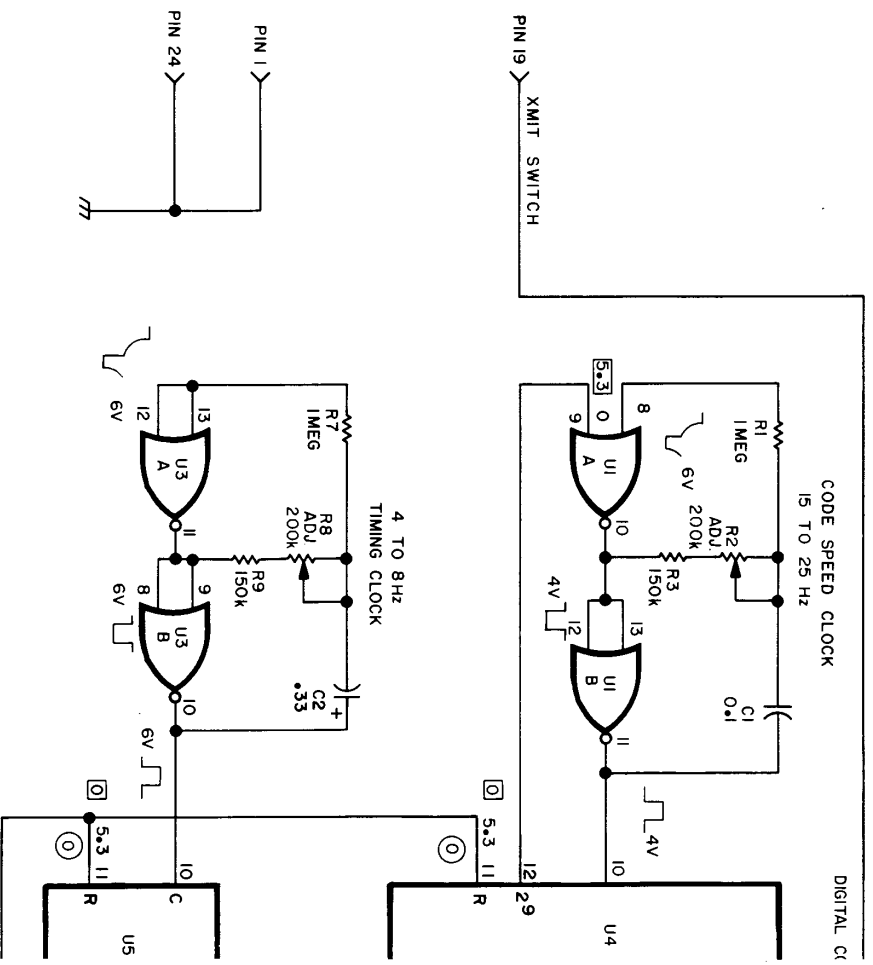 PIN 24
PIN 1
PIN 19
XMIT SWITCH
CODE SPEED CLOCK
15 TO 25 Hz
R1
1MEG
8
0
5.3
9
U1
A
6V
10
R2
ADJ.
200k
R3
150k
4V
12
13
U1
B
11
C1
0.1
4V
10
12
29
5.3
11
R
0
0
U4
DIGITAL CO
4 TO 8Hz
TIMING CLOCK
R7
1MEG
13
12
6V
U3
A
11
R8
ADJ
200k
R9
150k
9
8
6V
U3
B
10
C2
.33
+
6V
10
C
0
5.3
11
R
0
U5